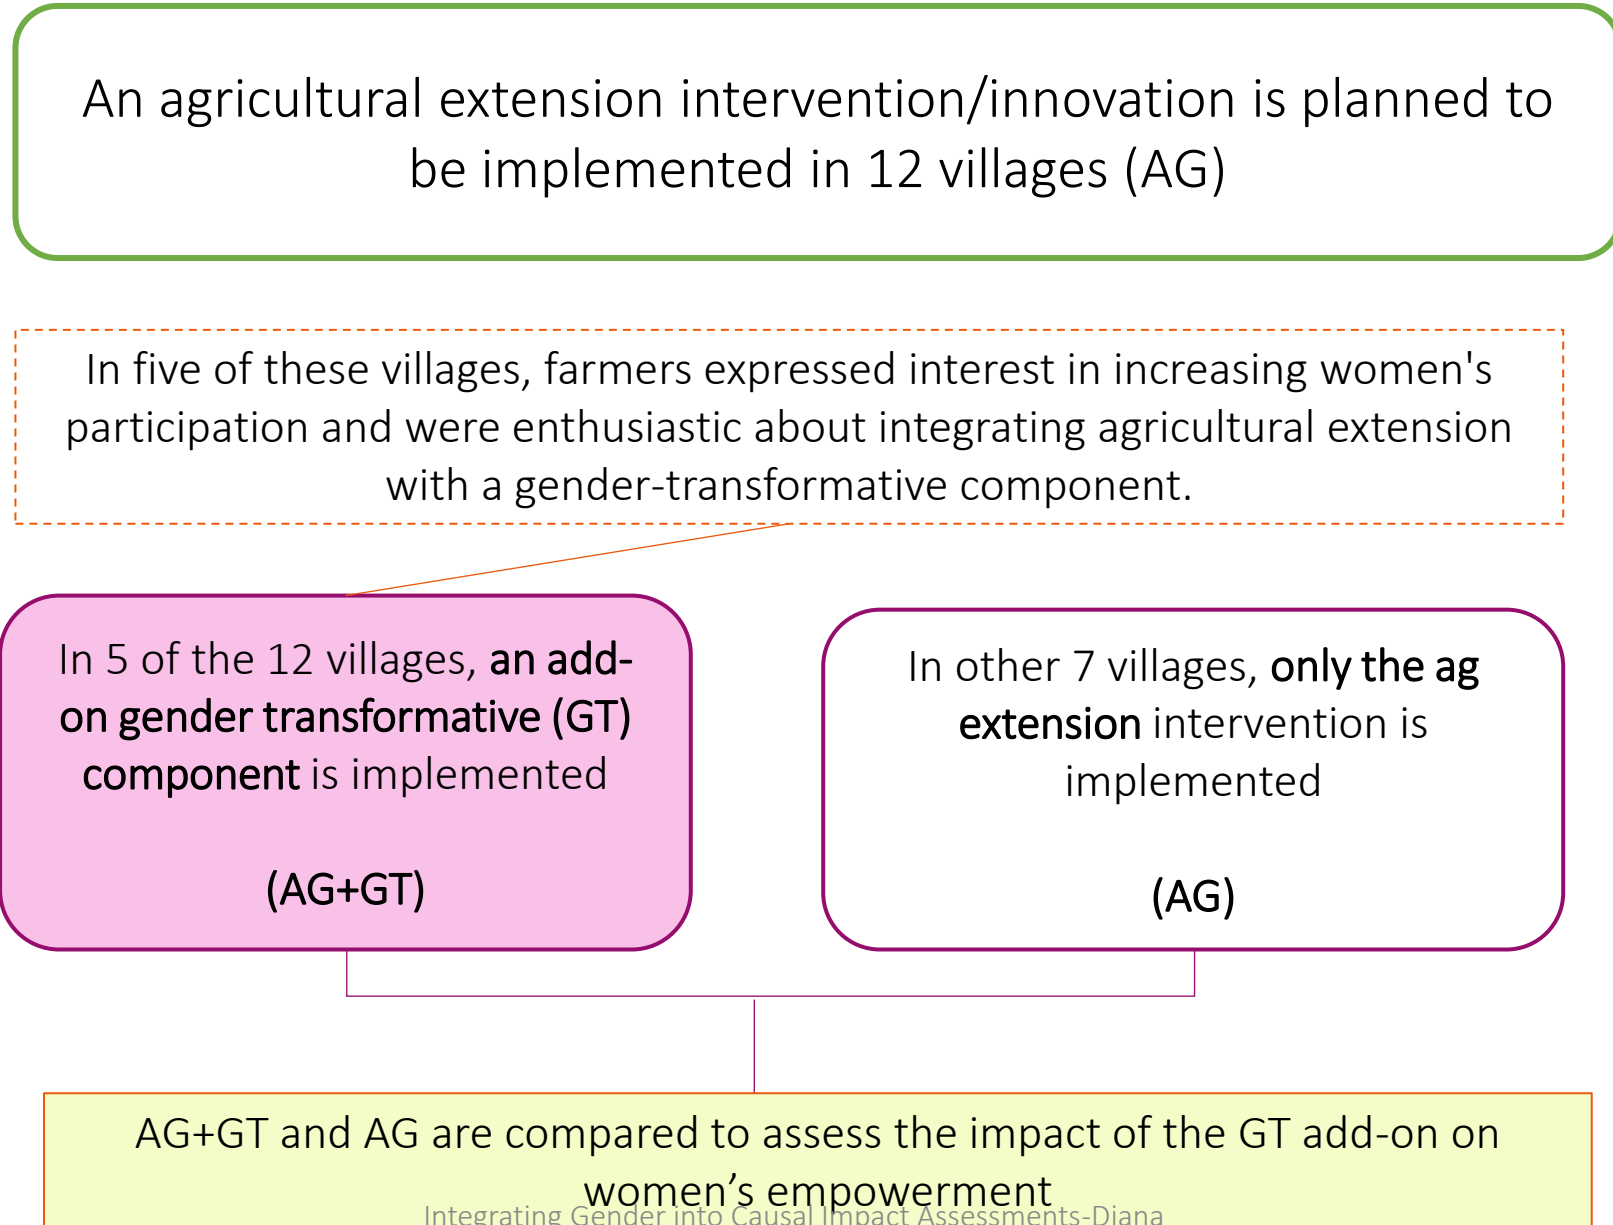 An agricultural extension intervention/innovation is planned to
be implemented in 12 villages (AG)
In five of these villages, farmers expressed interest in increasing women's
participation and were enthusiastic about integrating agricultural extension
with a gender-transformative component.
In 5 of the 12 villages, an add-
on gender transformative (GT)
component is implemented
(AG+GT)
In other 7 villages, only the ag
extension intervention is
implemented
(AG)
AG+GT and AG are compared to assess the impact of the GT add-on on
women’s empowerment
Integrating Gender into Causal Impact Assessments-Diana